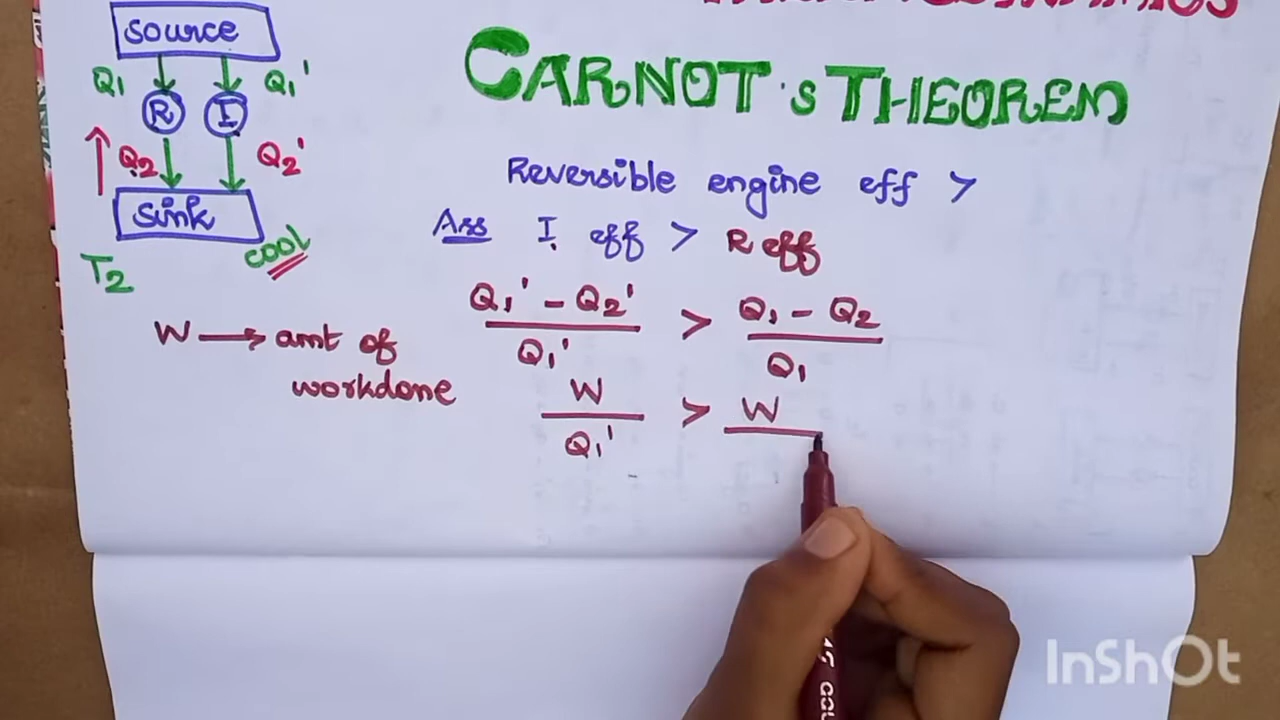 source
CARNOT's THEOREM
Q₁ Q₁'
R I
Reversible engine eff >
Q₂ Q₂'
sink
Ass I eff > R eff
cool
T₂
Q₁' - Q₂' > Q₁ - Q₂
Q₁' Q₁
W → amt of
workdone
W > W
Q₁'
InShOt